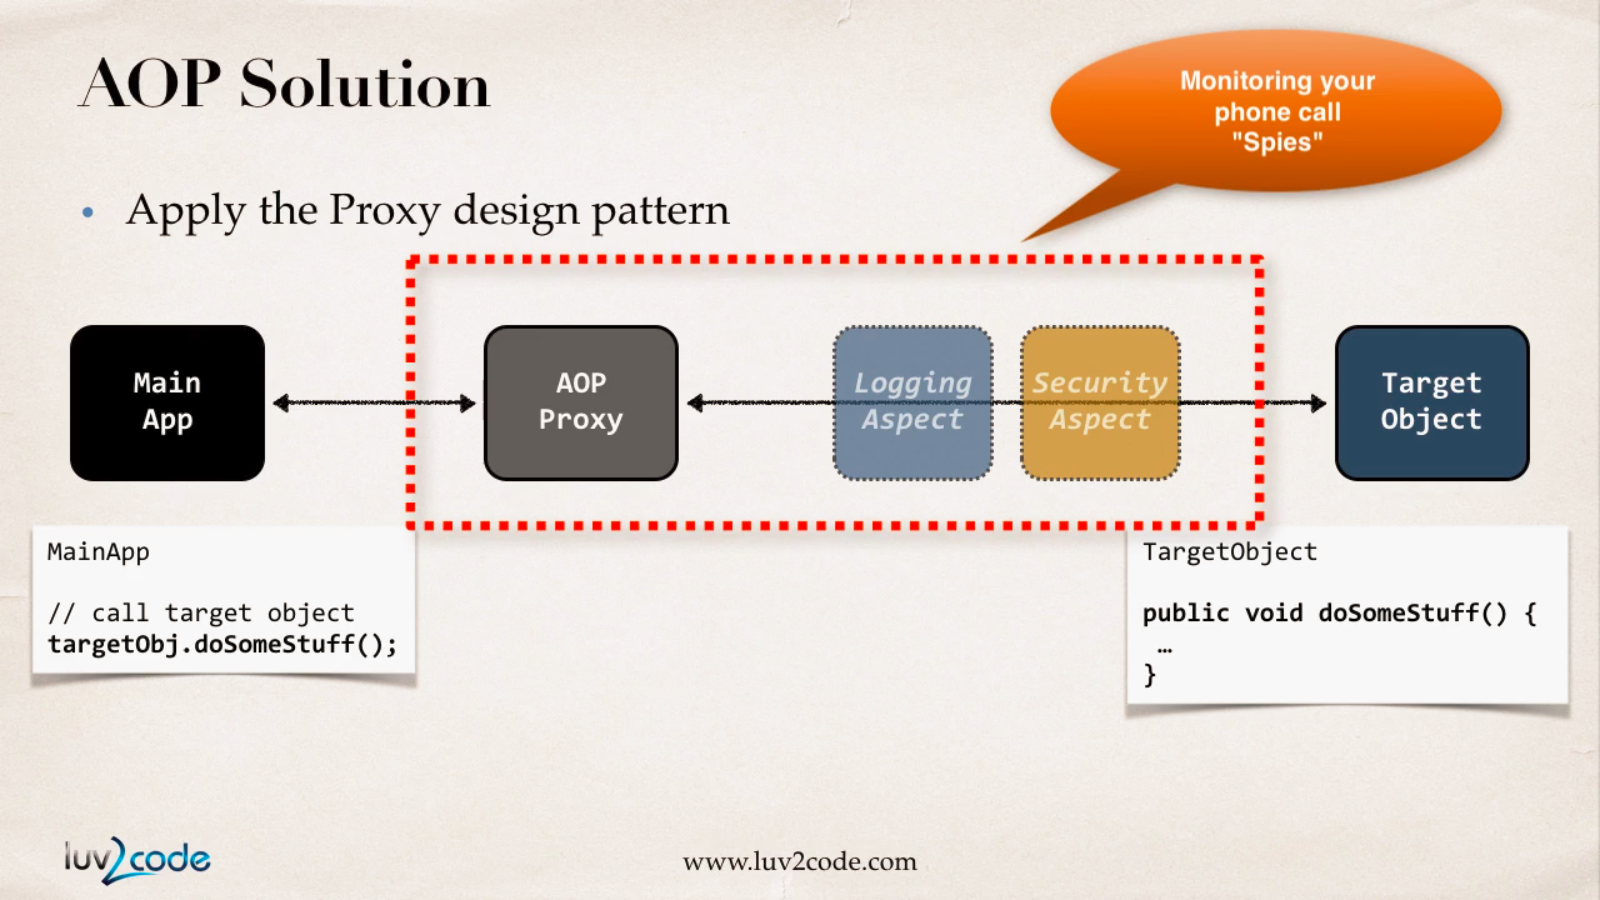 AOP Solution
Monitoring your
phone call
"Spies"
• Apply the Proxy design pattern
Main
App
AOP
Proxy
Logging
Aspect
Security
Aspect
Target
Object
MainApp
// call target object
targetObj.doSomeStuff();
TargetObject
public void doSomeStuff() {
…
}
luv2code
www.luv2code.com